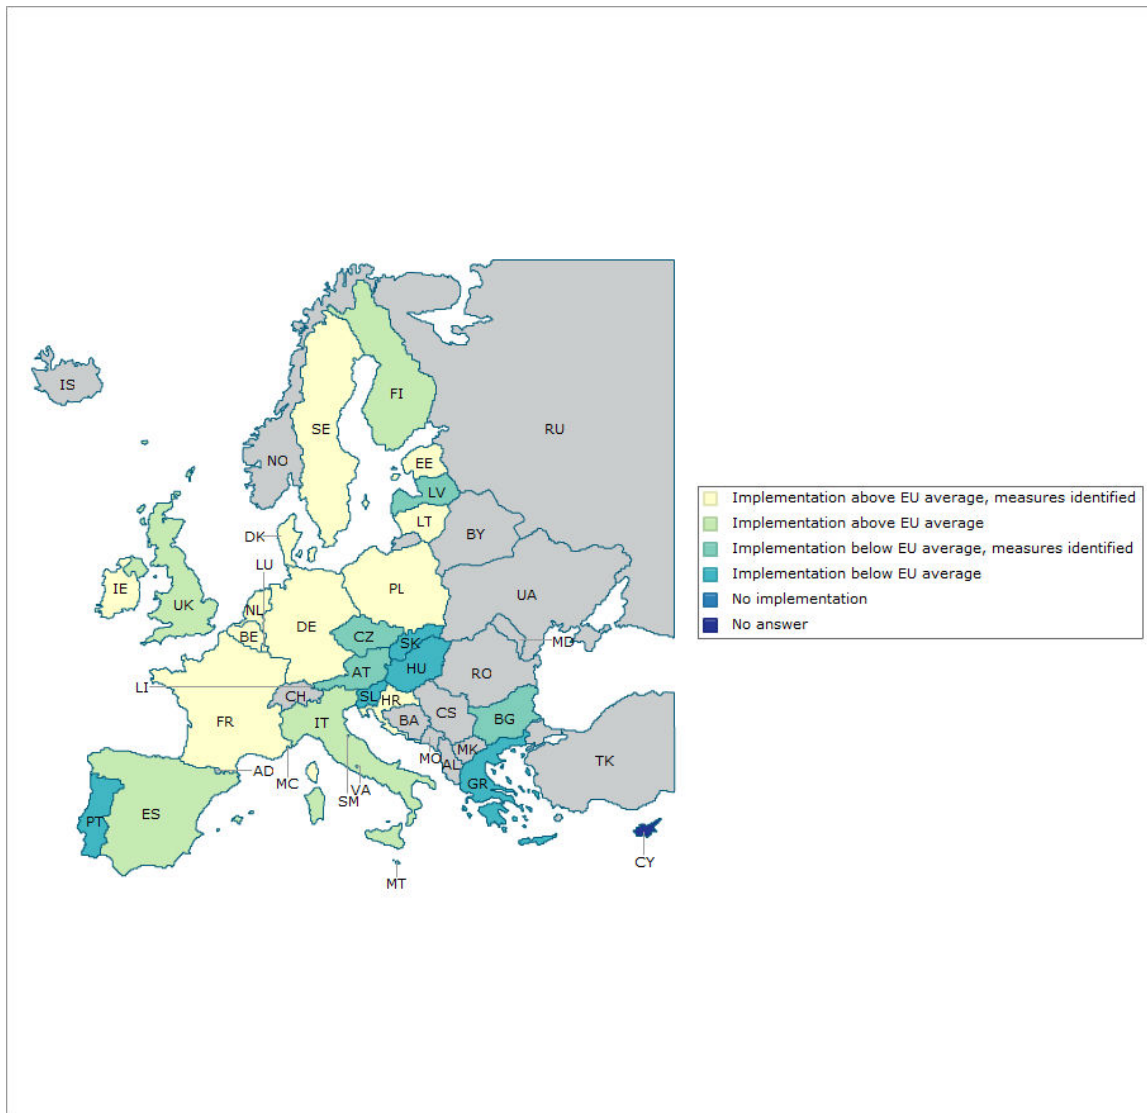 IS
FI
SE
RU
NO
EE
LV
LT
DK
BY
LU
IE
PL
UA
NL
UK
DE
BE
CZ
SK
MD
HU
AT
RO
LI
CH
SL
HR
CS
BA
BG
FR
IT
MK
MO
AL
TK
AD
MC
VA
SM
GR
ES
PT
CY
MT
Implementation above EU average, measures identified
Implementation above EU average
Implementation below EU average, measures identified
Implementation below EU average
No implementation
No answer